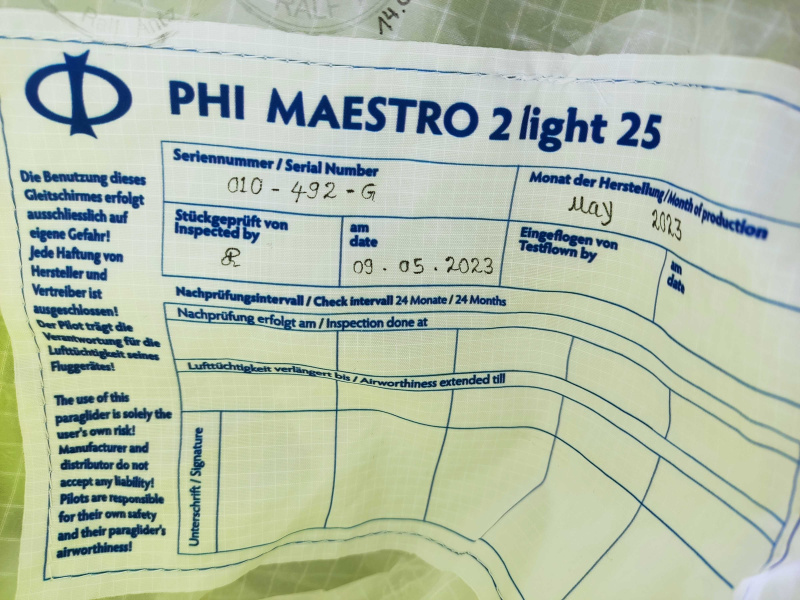 RALF
14.0
PHI MAESTRO 2 light 25
Die Benutzung dieses
Gleitschirmes erfolgt
ausschliesslich auf
eigene Gefahr!
Jede Haftung von
Hersteller und
Vertreiber ist
ausgeschlossen!
Der Pilot trägt die
Verantwortung für die
Lufttüchtigkeit seines
Fluggerätes!
The use of this
paraglider is solely the
user's own risk!
Manufacturer and
distributor do not
accept any liability!
Pilots are responsible
for their own safety
and their paraglider's
airworthiness!
Seriennummer / Serial Number
010 - 492 - G
Monat der Herstellung / Month of production
May 2023
Stückgeprüft von
Inspected by
am
date
09 . 05 . 2023
Eingeflogen von
Testflown by
am
date
Nachprüfungsintervall / Check intervall 24 Monate / 24 Months
Nachprüfung erfolgt am / Inspection done at
Lufttüchtigkeit verlängert bis / Airworthiness extended till
Unterschrift / Signature